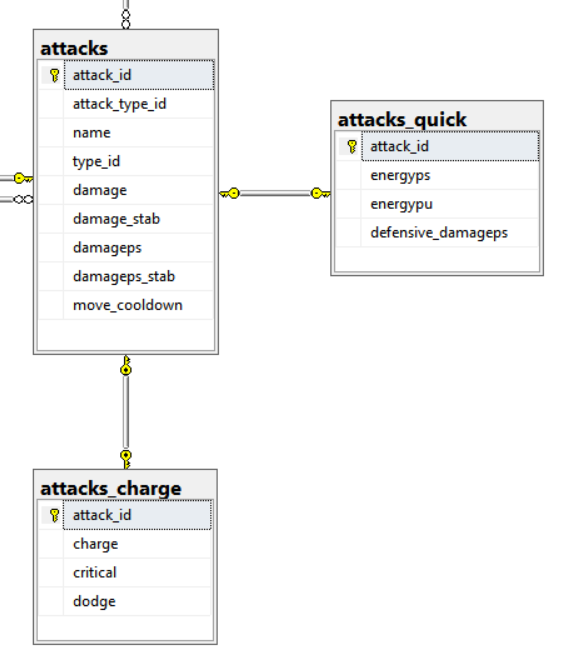 attacks
attack_id
attack_type_id
name
type_id
damage
damage_stab
damageps
damageps_stab
move_cooldown
attacks_quick
attack_id
energyps
energypu
defensive_damageps
attacks_charge
attack_id
charge
critical
dodge